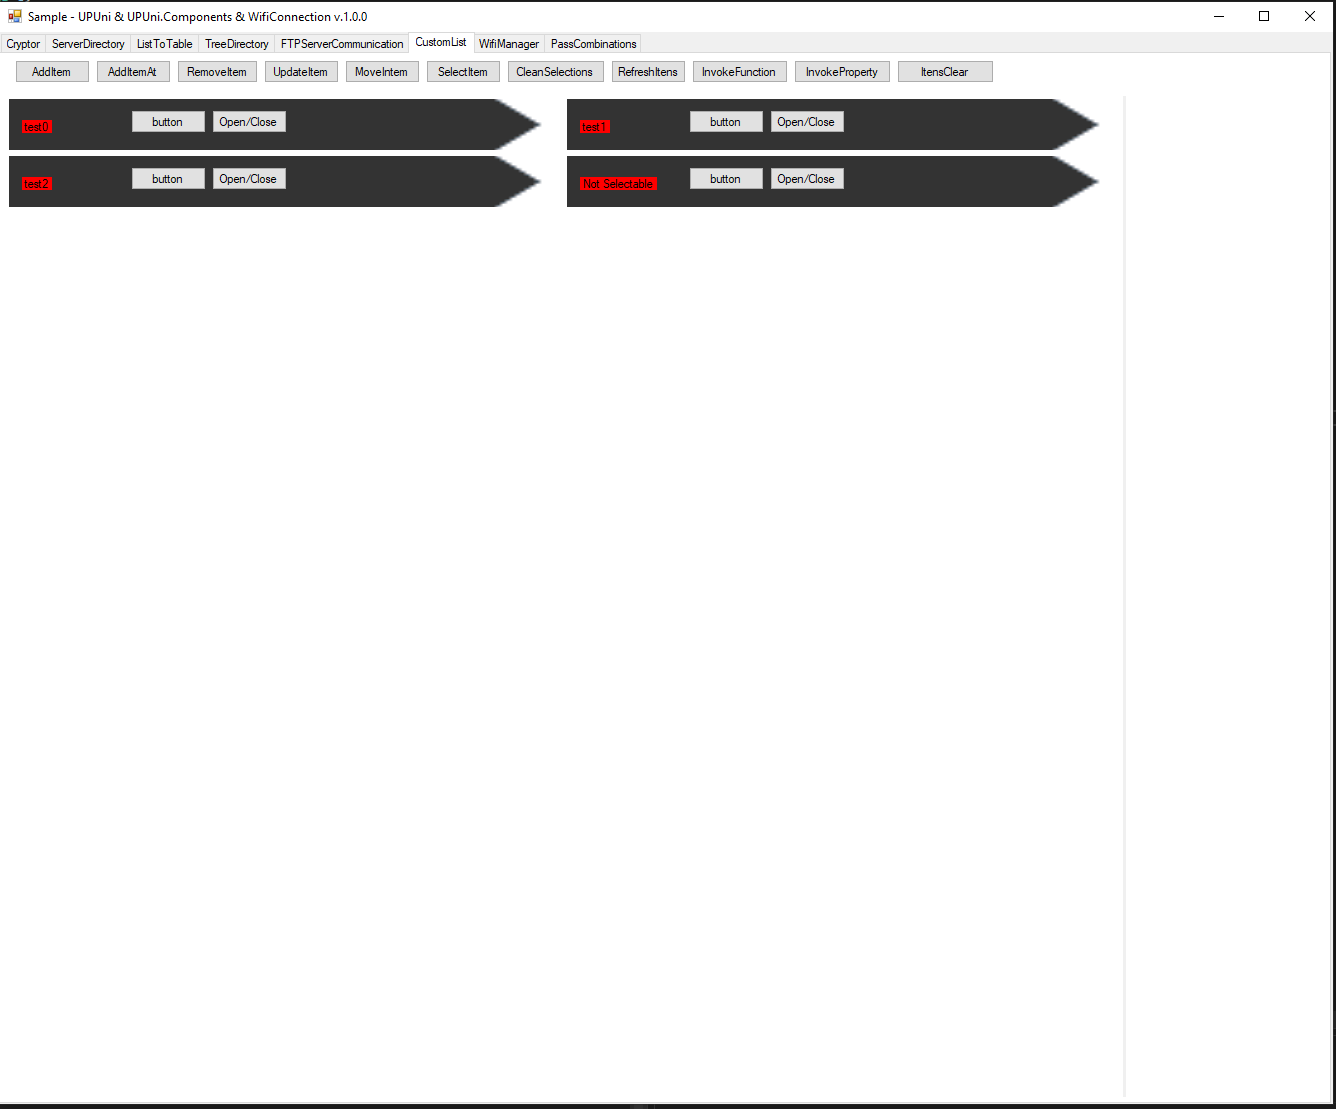 Sample - UPUni & UPUni.Components & WifiConnection v.1.0.0
Cryptor ServerDirectory ListToTable TreeDirectory FTPServerCommunication CustomList WifiManager PassCombinations
AddItem AddItemAt RemoveItem UpdateItem MoveIntem SelectItem CleanSelections RefreshItens InvokeFunction InvokeProperty ItensClear
test0 button Open/Close test1 button Open/Close
test2 button Open/Close Not Selectable button Open/Close